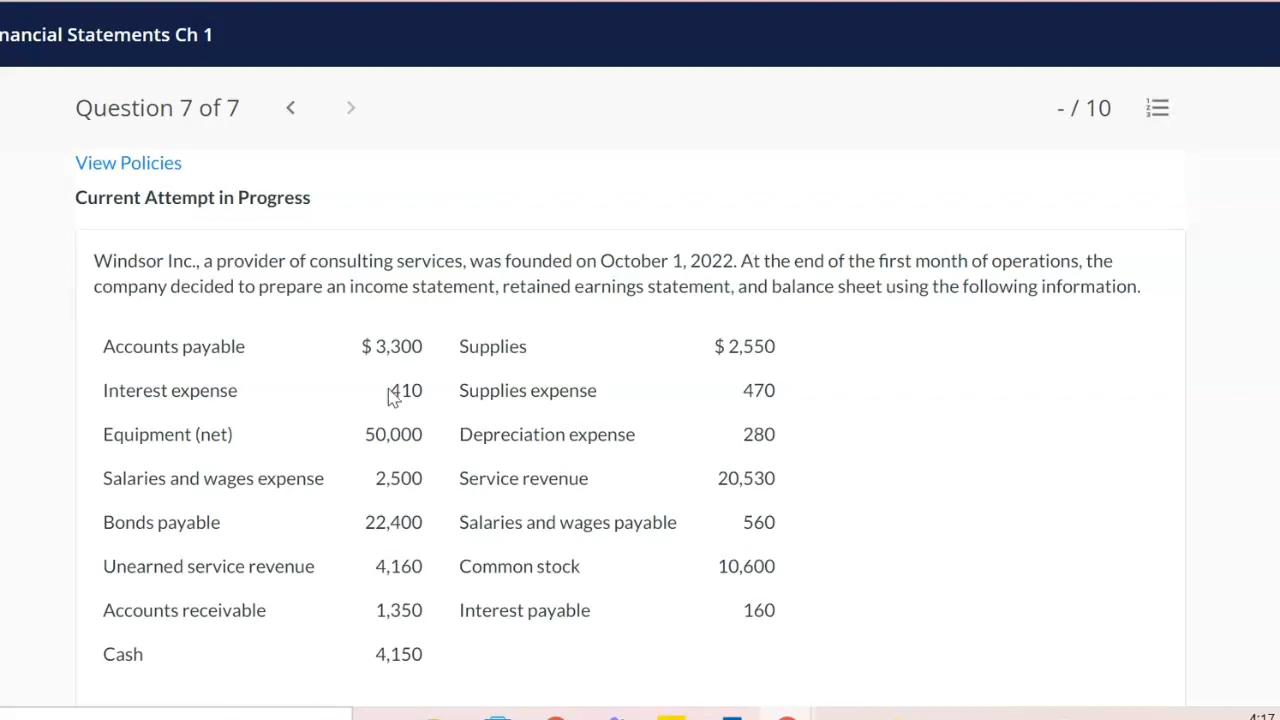 nancial Statements Ch 1
Question 7 of 7
- / 10
View Policies
Current Attempt in Progress
Windsor Inc., a provider of consulting services, was founded on October 1, 2022. At the end of the first month of operations, the
company decided to prepare an income statement, retained earnings statement, and balance sheet using the following information.
Accounts payable $ 3,300 Supplies $ 2,550
Interest expense 410 Supplies expense 470
Equipment (net) 50,000 Depreciation expense 280
Salaries and wages expense 2,500 Service revenue 20,530
Bonds payable 22,400 Salaries and wages payable 560
Unearned service revenue 4,160 Common stock 10,600
Accounts receivable 1,350 Interest payable 160
Cash 4,150
4:17